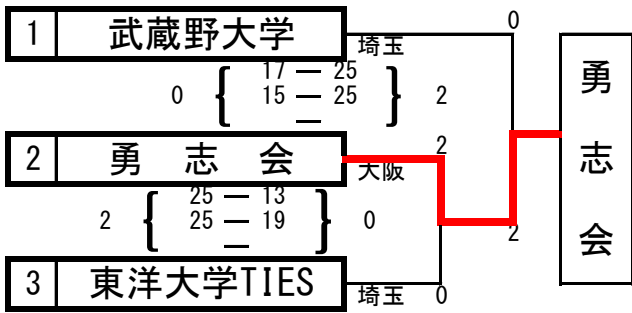 0
1 武蔵野大学
埼玉
17 ― 25
0 { 15 ― 25 } 2
―
2
2 勇志会
大阪
25 ― 13
2 { 25 ― 19 } 0
―
2
3 東洋大学TIES
埼玉 0
勇志会